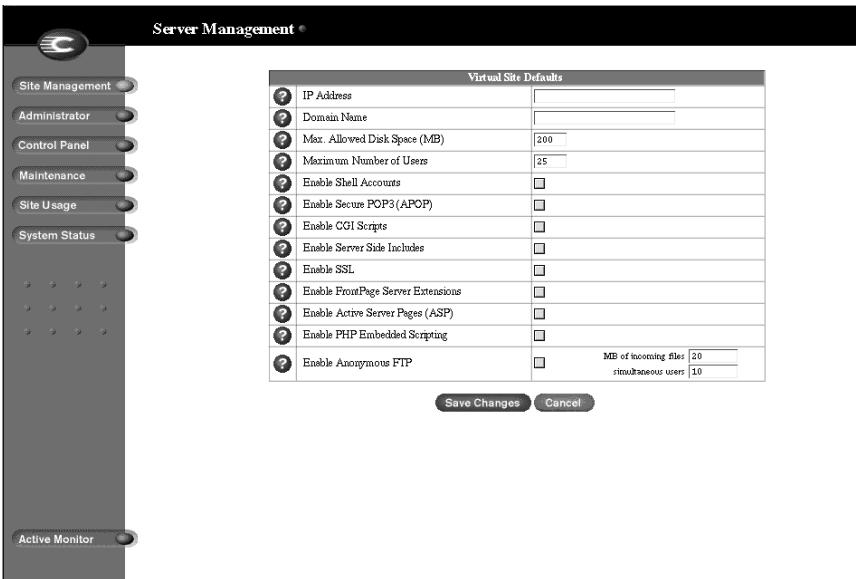 Server Management
Site Management
Administrator
Control Panel
Maintenance
Site Usage
System Status
Active Monitor
Virtual Site Defaults
? IP Address
? Domain Name
? Max. Allowed Disk Space (MB) 200
? Maximum Number of Users 25
? Enable Shell Accounts
? Enable Secure POP3 (APOP)
? Enable CGI Scripts
? Enable Server Side Includes
? Enable SSL
? Enable FrontPage Server Extensions
? Enable Active Server Pages (ASP)
? Enable PHP Embedded Scripting
? Enable Anonymous FTP
MB of incoming files 20
simultaneous users 10
Save Changes Cancel